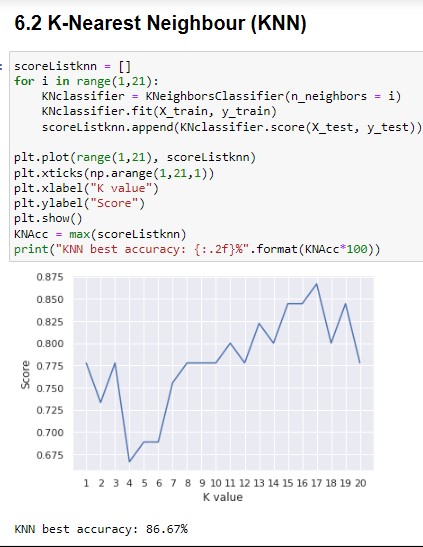 6.2 K-Nearest Neighbour (KNN)
scoreListknn = []
for i in range(1,21):
    KNclassifier = KNeighborsClassifier(n_neighbors = i)
    KNclassifier.fit(X_train, y_train)
    scoreListknn.append(KNclassifier.score(X_test, y_test))
plt.plot(range(1,21), scoreListknn)
plt.xticks(np.arange(1,21,1))
plt.xlabel("K value")
plt.ylabel("Score")
plt.show()
KNAcc = max(scoreListknn)
print("KNN best accuracy: {:.2f}%".format(KNAcc*100))
0.875
0.850
0.825
0.800
0.775
0.750
0.725
0.700
0.675
Score
1 2 3 4 5 6 7 8 9 10 11 12 13 14 15 16 17 18 19 20
K value
KNN best accuracy: 86.67%